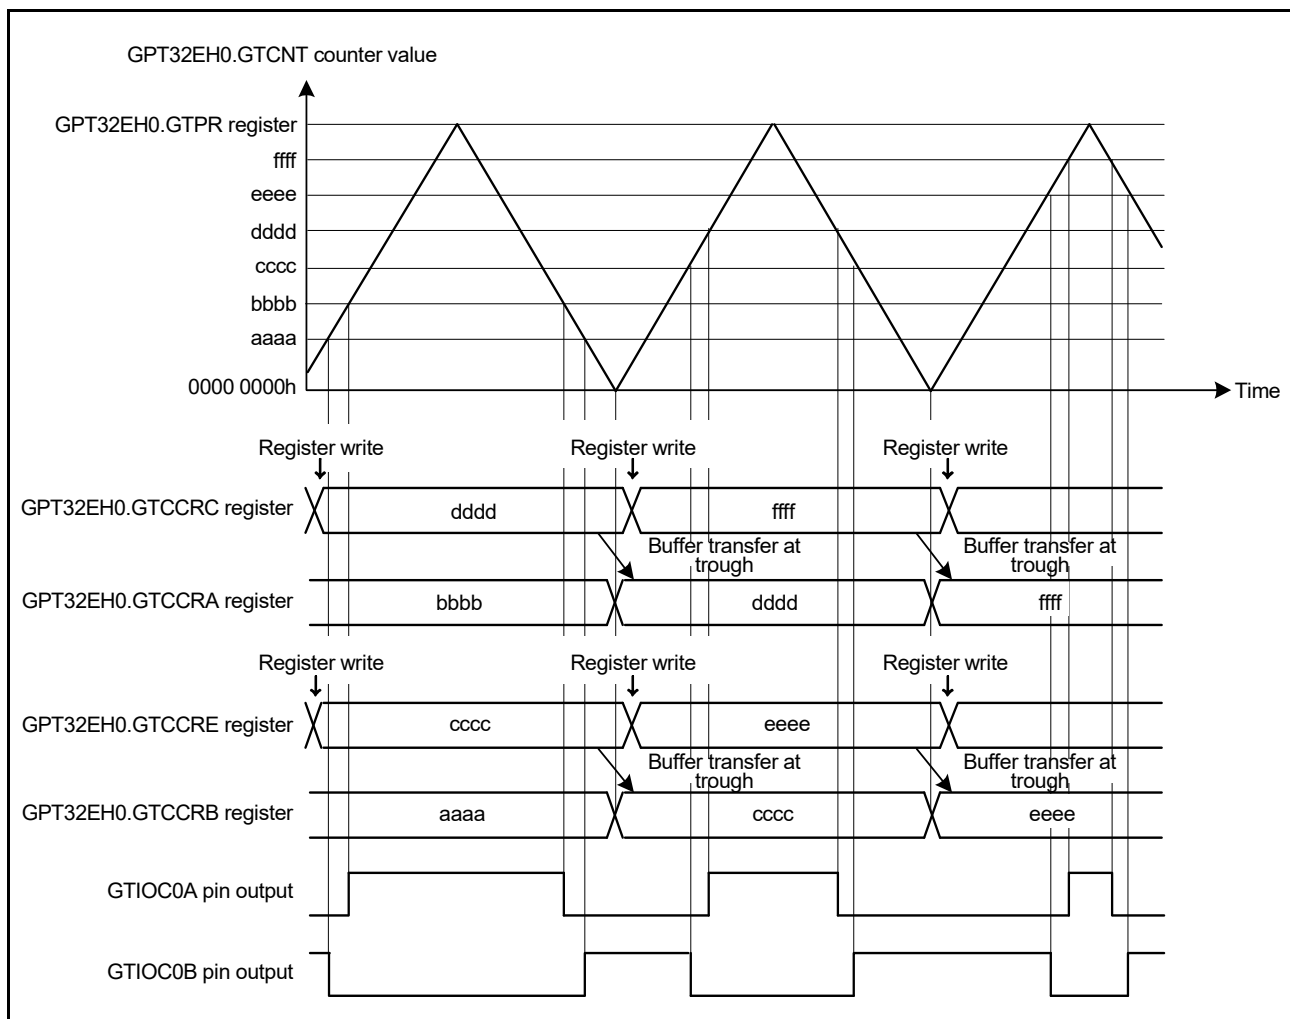 GPT32EH0.GTCNT counter value
GPT32EH0.GTPR register
ffff
eeee
dddd
cccc
bbbb
aaaa
0000 0000h
Time
Register write Register write Register write
GPT32EH0.GTCCRC register dddd ffff
Buffer transfer at trough Buffer transfer at trough
GPT32EH0.GTCCRA register bbbb dddd ffff
Register write Register write Register write
GPT32EH0.GTCCRE register cccc eeee
Buffer transfer at trough Buffer transfer at trough
GPT32EH0.GTCCRB register aaaa cccc eeee
GTIOC0A pin output
GTIOC0B pin output